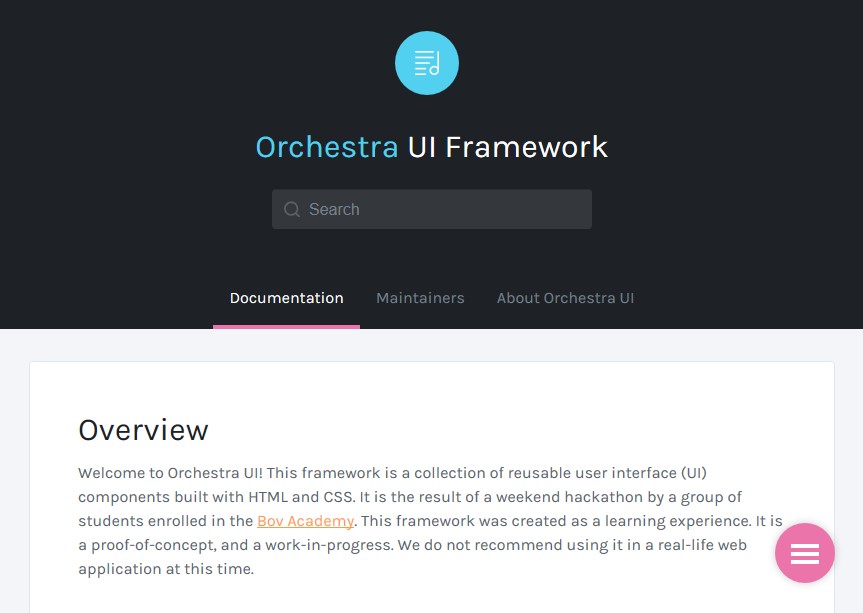 Orchestra UI Framework
Search
Documentation Maintainers About Orchestra UI
Overview
Welcome to Orchestra UI! This framework is a collection of reusable user interface (UI)
components built with HTML and CSS. It is the result of a weekend hackathon by a group of
students enrolled in the Bov Academy. This framework was created as a learning experience. It is
a proof-of-concept, and a work-in-progress. We do not recommend using it in a real-life web
application at this time.